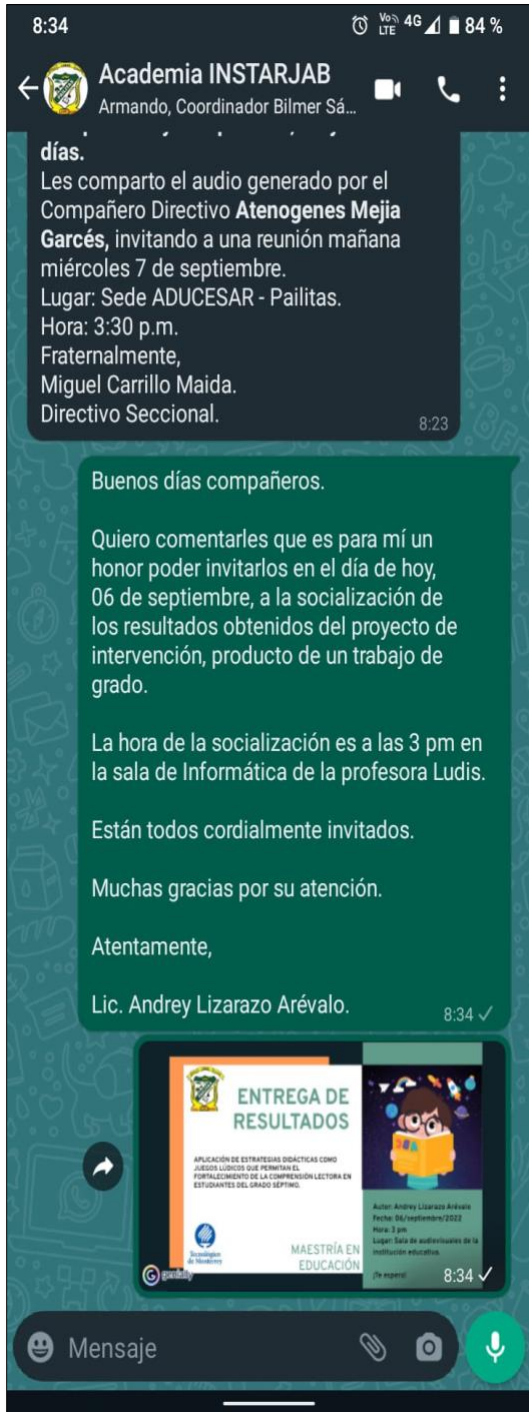 8:34
Vo
LTE 4G 84 %
Academia INSTARJAB
Armando, Coordinador Bilmer Sá...
días.
Les comparto el audio generado por el
Compañero Directivo Atenogenes Mejia
Garcés, invitando a una reunión mañana
miércoles 7 de septiembre.
Lugar: Sede ADUCESAR - Pailitas.
Hora: 3:30 p.m.
Fraternalmente,
Miguel Carrillo Maida.
Directivo Seccional.
8:23
Buenos días compañeros.
Quiero comentarles que es para mí un
honor poder invitarlos en el día de hoy,
06 de septiembre, a la socialización de
los resultados obtenidos del proyecto de
intervención, producto de un trabajo de
grado.
La hora de la socialización es a las 3 pm en
la sala de Informática de la profesora Ludis.
Están todos cordialmente invitados.
Muchas gracias por su atención.
Atentamente,
Lic. Andrey Lizarazo Arévalo.
8:34
ENTREGA DE
RESULTADOS
APLICACIÓN DE ESTRATEGIAS DIDÁCTICAS COMO
JUEGOS LÚDICOS QUE PERMITAN EL
FORTALECIMIENTO DE LA COMPRENSIÓN LECTORA EN
ESTUDIANTES DEL GRADO SÉPTIMO.
Tecnológico
de Monterrey
MAESTRÍA EN
EDUCACIÓN
genially
Autor: Andrey Lizarazo Arévalo
Fecha: 06/septiembre/2022
Hora: 3 pm
Lugar: Sala de audiovisuales de la
institución educativa.
¡Te espero!
8:34
Mensaje